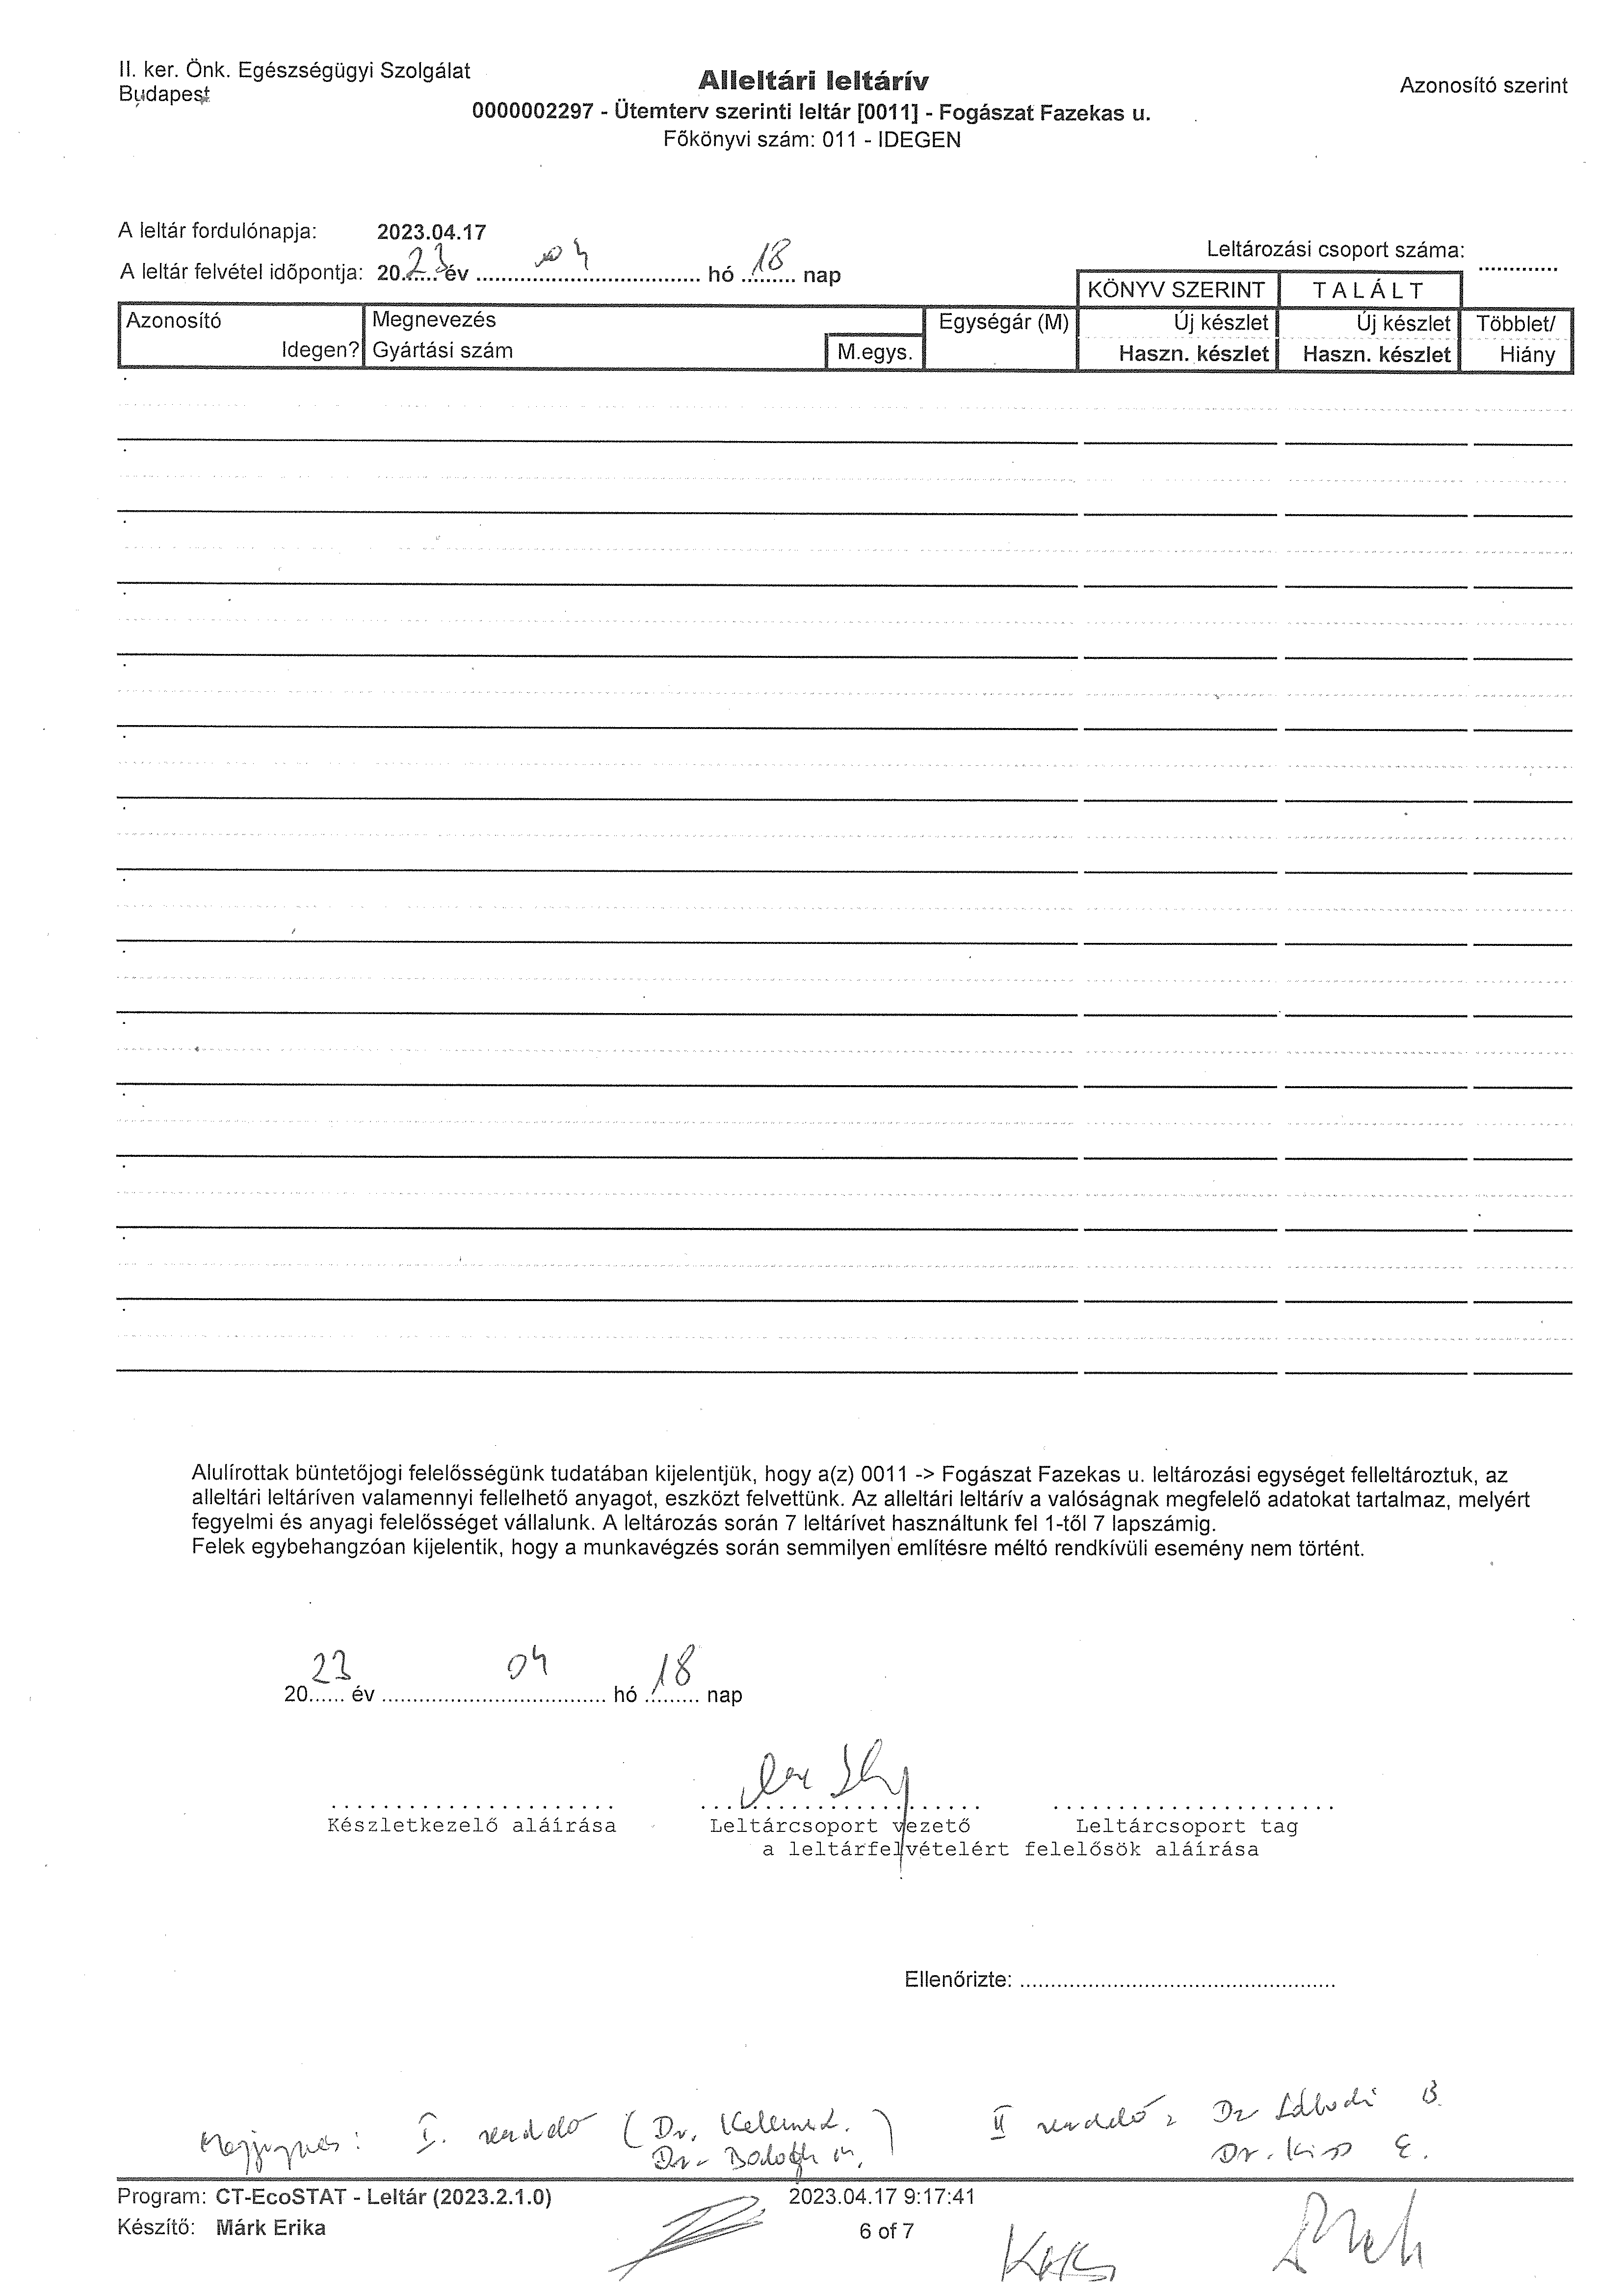 II. ker. Önk. Egészségügyi Szolgálat
Budapest
Alleltári leltárív
Azonosító szerint
0000002297 - Ütemterv szerinti leltár [0011] - Fogászat Fazekas u.
Főkönyvi szám: 011 - IDEGEN
A leltár fordulónapja: 2023.04.17
Leltározási csoport száma: .............
A leltár felvétel időpontja: 2023 év 04 hó 18 nap
KÖNYV SZERINT TALÁLT
Azonosító Megnevezés Egységár (M) Új készlet Új készlet Többlet/
Idegen? Gyártási szám M.egys. Haszn. készlet Haszn. készlet Hiány
Alulírottak büntetőjogi felelősségünk tudatában kijelentjük, hogy a(z) 0011 -> Fogászat Fazekas u. leltározási egységet felleltároztuk, az
alleltári leltáríven valamennyi fellelhető anyagot, eszközt felvettünk. Az alleltári leltárív a valóságnak megfelelő adatokat tartalmaz, melyért
fegyelmi és anyagi felelősséget vállalunk. A leltározás során 7 leltárívet használtunk fel 1-től 7 lapszámig.
Felek egybehangzóan kijelentik, hogy a munkavégzés során semmilyen említésre méltó rendkívüli esemény nem történt.
2023 év 04 hó 18 nap
Készletkezelő aláírása Leltárcsoport vezető Leltárcsoport tag
a leltárfelvételért felelősök aláírása
Ellenőrizte: .....................................................
Megjegyzés: I. rendelő (Dr. Kelemen Z. II rendelő: Dr Lábodi B.
Dr. Balogh M.) Dr. Kiss E.
Program: CT-EcoSTAT - Leltár (2023.2.1.0) 2023.04.17 9:17:41
Készítő: Márk Erika 6 of 7